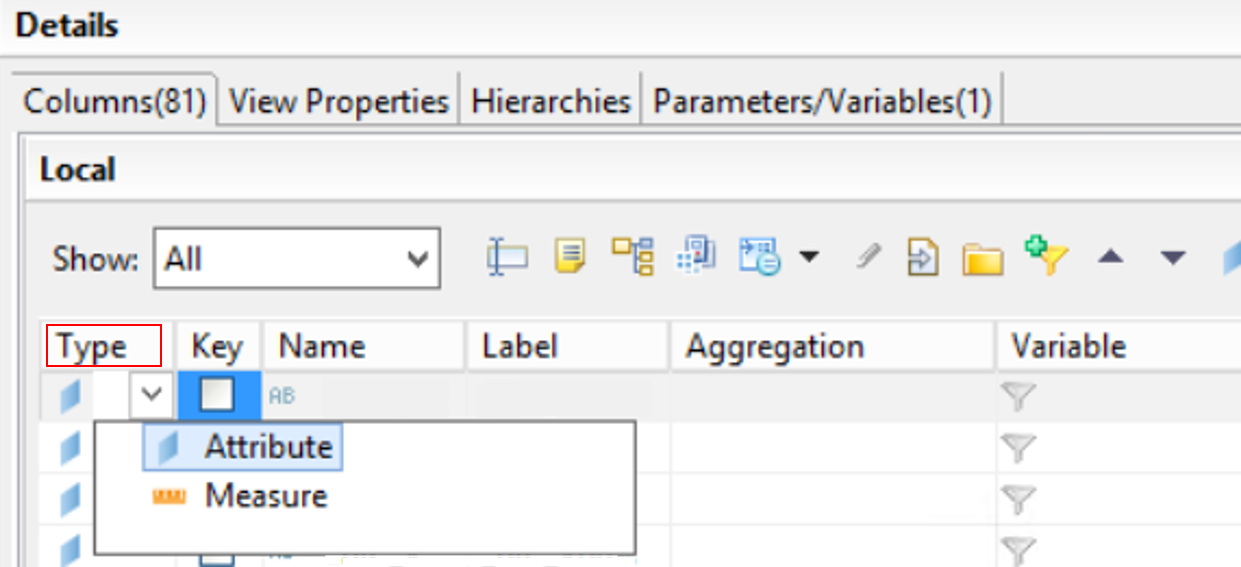 Details
Columns(81) View Properties Hierarchies Parameters/Variables(1)
Local
Show: All
Type Key Name Label Aggregation Variable
AB
Attribute
Measure